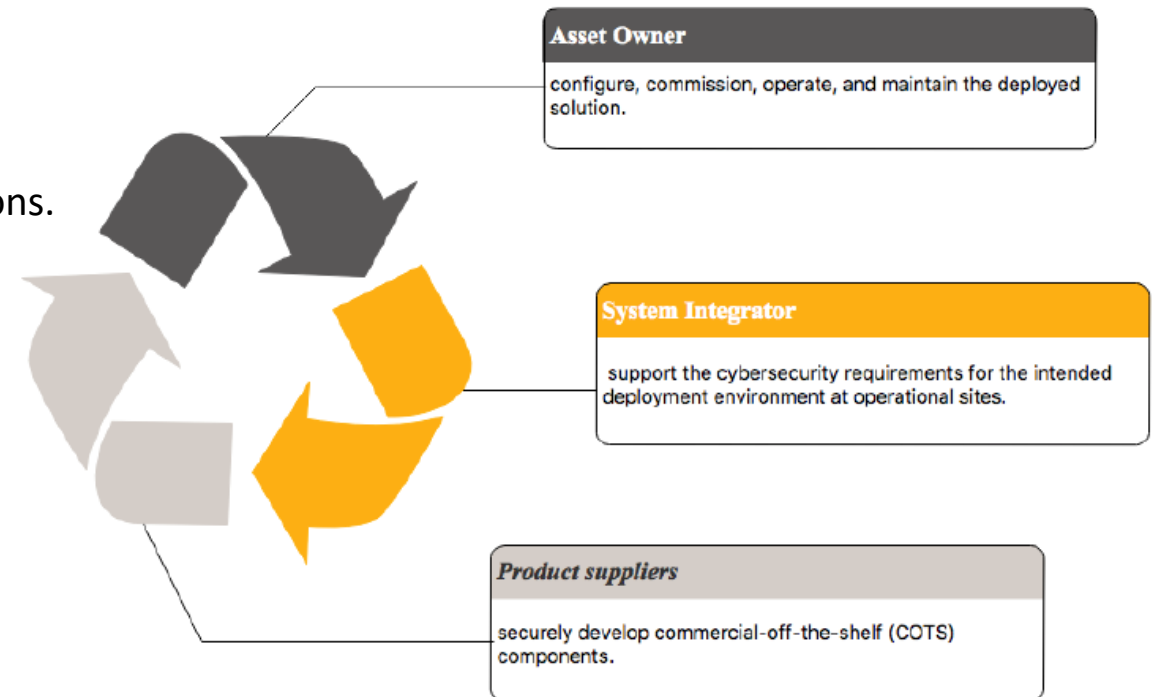 Asset Owner
configure, commission, operate, and maintain the deployed
solution.
ons.
System Integrator
support the cybersecurity requirements for the intended
deployment environment at operational sites.
Product suppliers
securely develop commercial-off-the-shelf (COTS)
components.